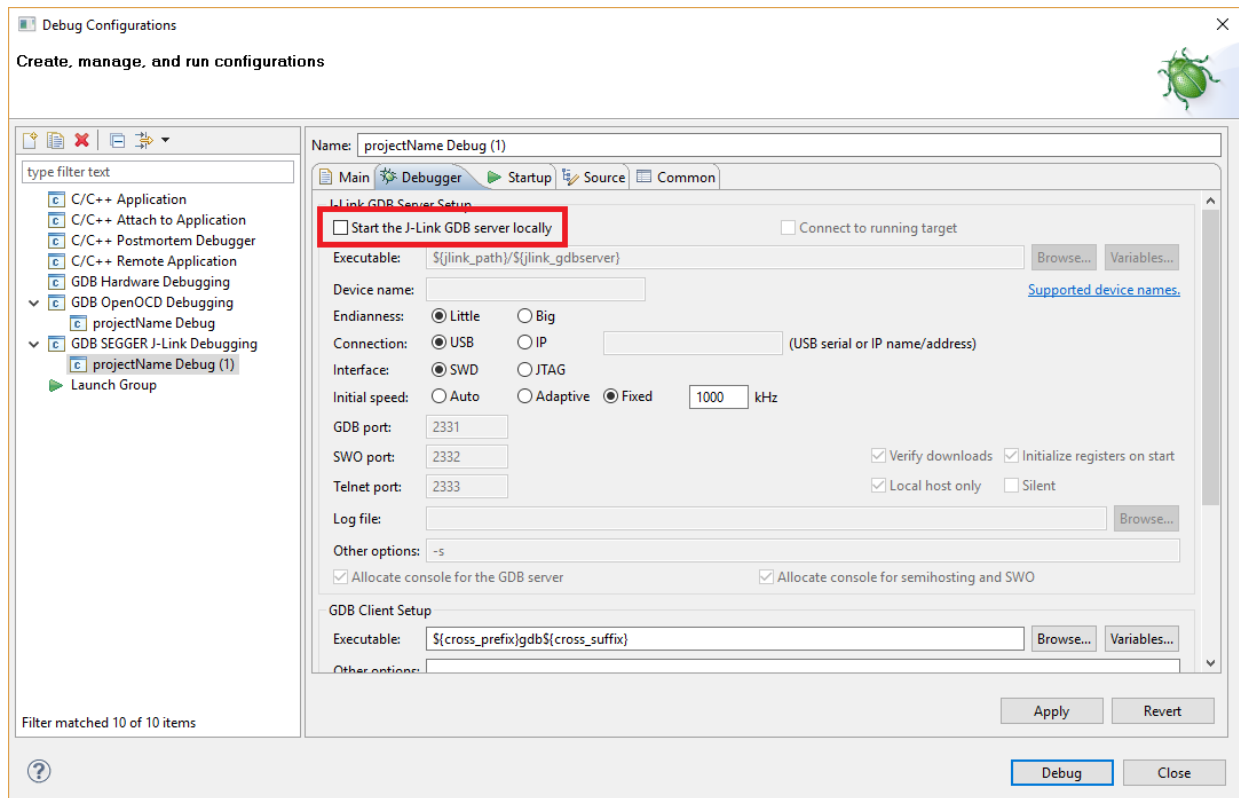 Debug Configurations
Create, manage, and run configurations
type filter text
C/C++ Application
C/C++ Attach to Application
C/C++ Postmortem Debugger
C/C++ Remote Application
GDB Hardware Debugging
GDB OpenOCD Debugging
projectName Debug
GDB SEGGER J-Link Debugging
projectName Debug (1)
Launch Group
Filter matched 10 of 10 items
Name: projectName Debug (1)
Main Debugger Startup Source Common
J-Link GDB Server Setup
Start the J-Link GDB server locally Connect to running target
Executable: ${jlink_path}/${jlink_gdbserver} Browse... Variables...
Device name: Supported device names.
Endianness: Little Big
Connection: USB IP (USB serial or IP name/address)
Interface: SWD JTAG
Initial speed: Auto Adaptive Fixed 1000 kHz
GDB port: 2331
SWO port: 2332 Verify downloads Initialize registers on start
Telnet port: 2333 Local host only Silent
Log file: Browse...
Other options: -s
Allocate console for the GDB server Allocate console for semihosting and SWO
GDB Client Setup
Executable: ${cross_prefix}gdb${cross_suffix} Browse... Variables...
Other options:
Apply Revert
Debug Close